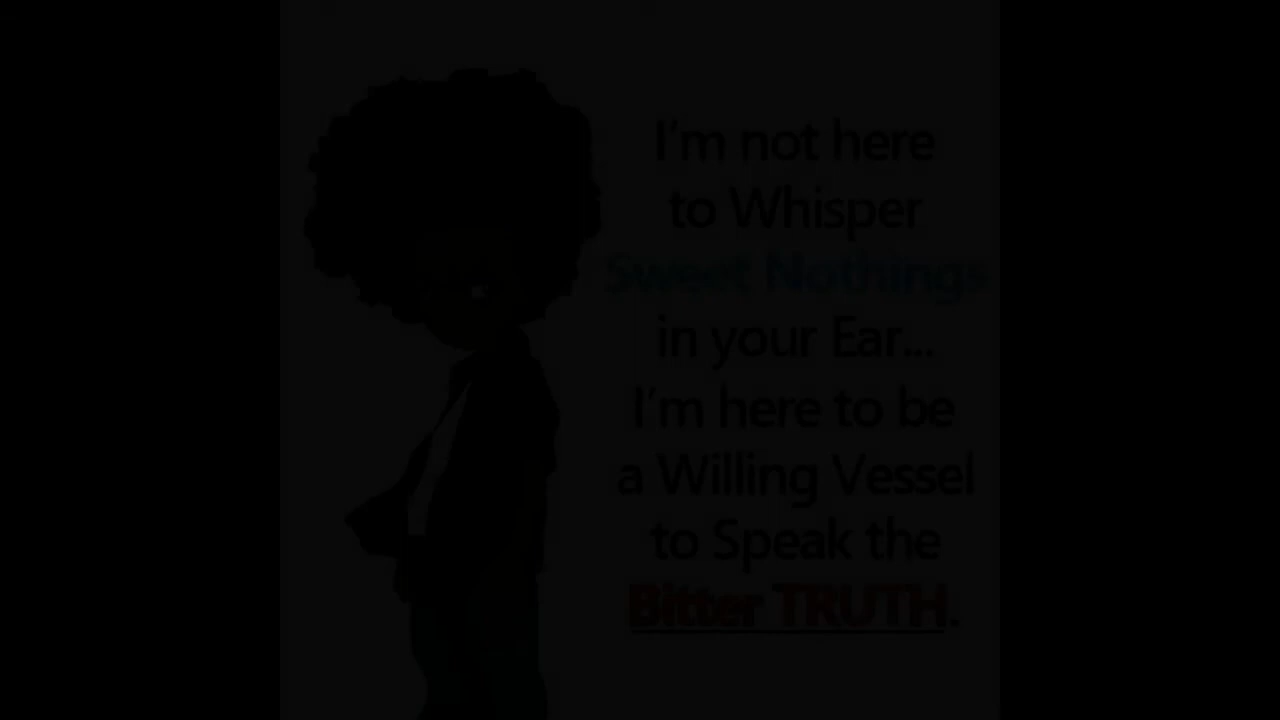 I'm not here
to Whisper
Sweet Nothings
in your Ear...
I'm here to be
a Willing Vessel
to Speak the
Bitter TRUTH.